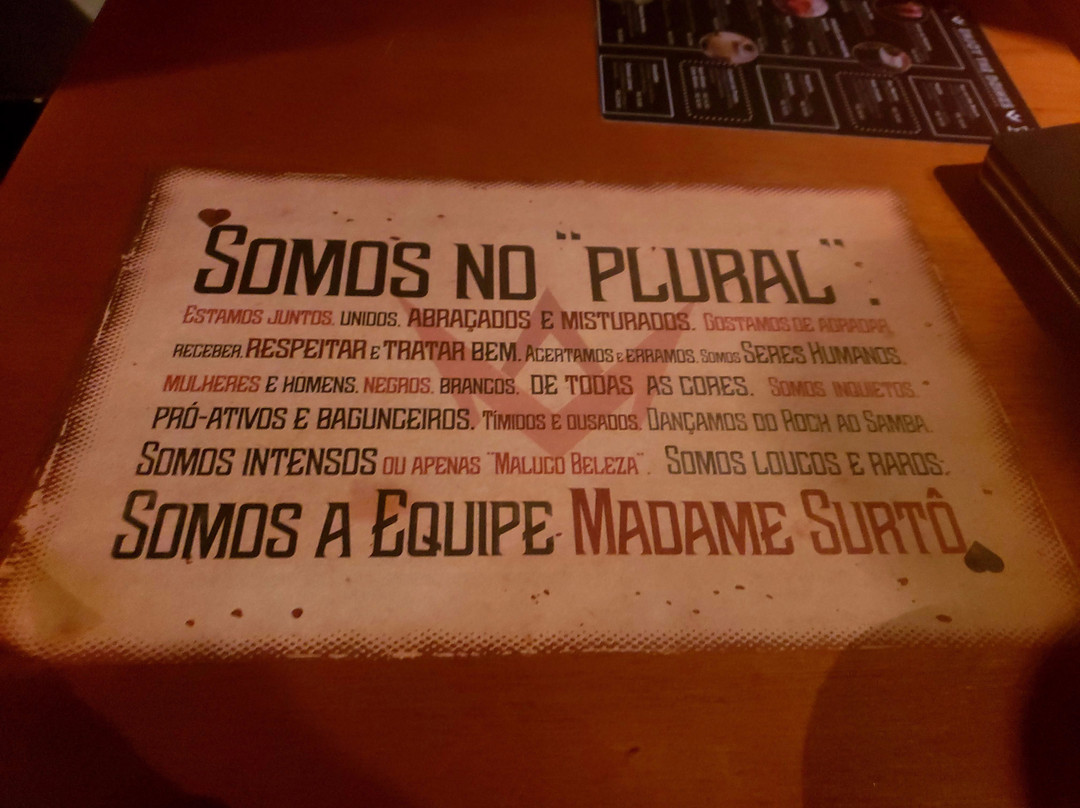 Somos no "plural".
Estamos juntos, unidos, abraçados e misturados. Gostamos de agradar,
receber, respeitar e tratar bem. Acertamos e erramos. Somos Seres Humanos,
mulheres e homens, negros, brancos, de todas as cores. Somos inquietos,
pró-ativos e bagunceiros. Tímidos e ousados. Dançamos do Rock ao Samba.
Somos intensos ou apenas "Maluco Beleza". Somos loucos e raros:
Somos a Equipe Madame Surtô